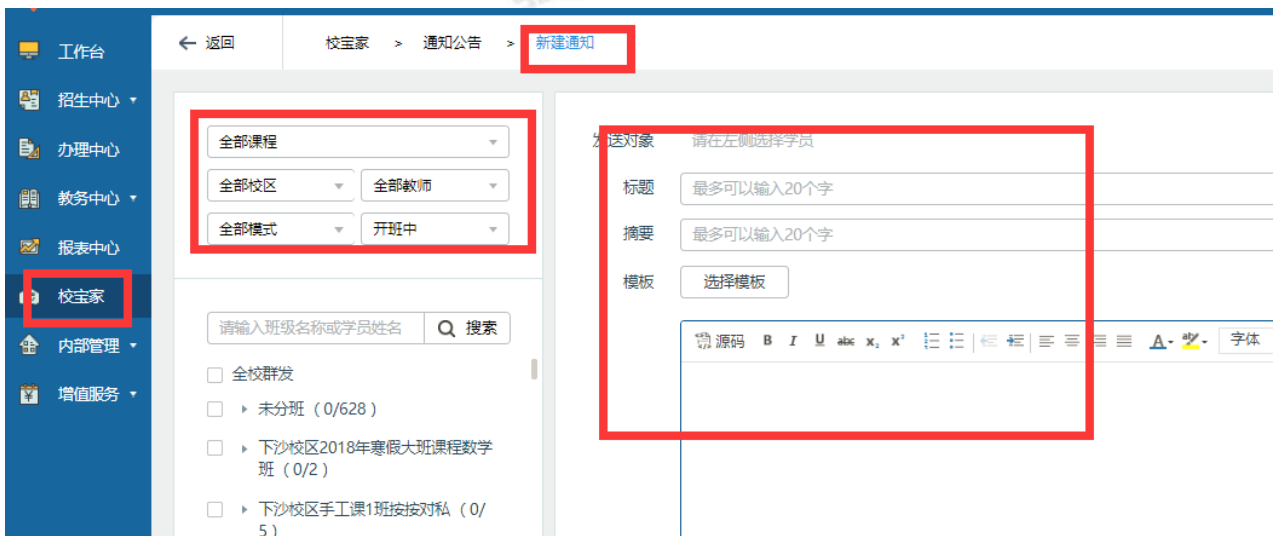 工作台
招生中心
办理中心
教务中心
报表中心
校宝家
内部管理
增值服务
返回
校宝家 > 通知公告 > 新建通知
全部课程
全部校区 全部教师
全部模式 开班中
请输入班级名称或学员姓名 搜索
全校群发
未分班（0/628）
下沙校区2018年寒假大班课程数学
班（0/2）
下沙校区手工课1班按按对私（0/
5）
发送对象 请在左侧选择学员
标题 最多可以输入20个字
摘要 最多可以输入20个字
模板 选择模板
源码 B I U abc x₂ x² A 字体